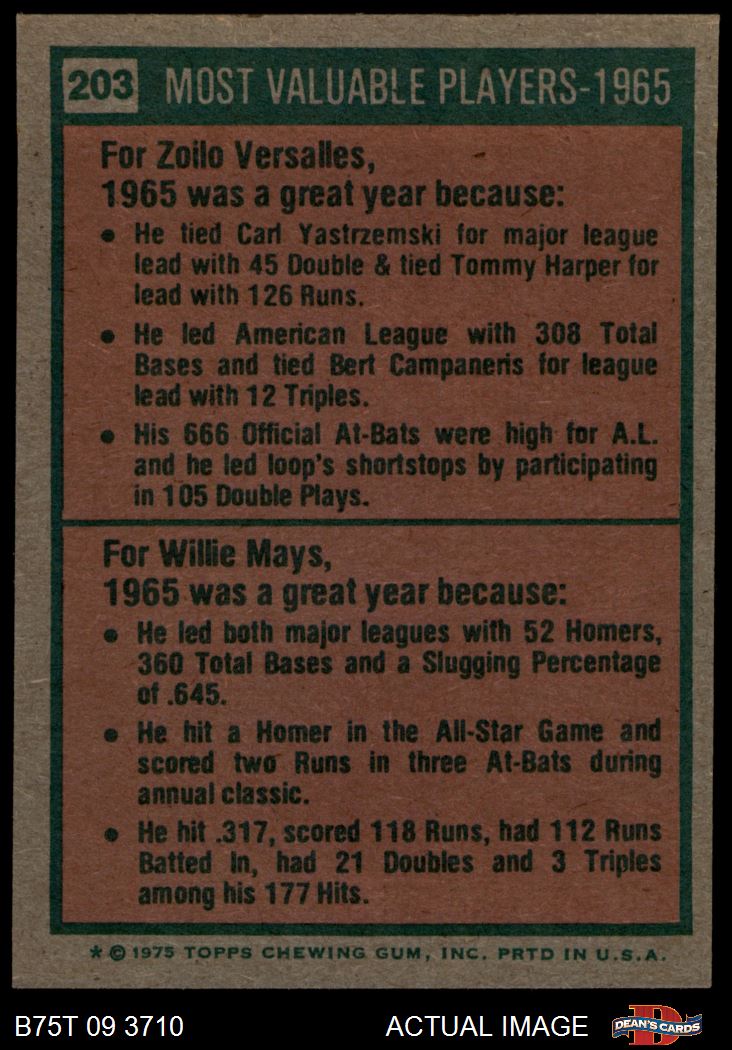 203 MOST VALUABLE PLAYERS-1965
For Zoilo Versalles,
1965 was a great year because:
• He tied Carl Yastrzemski for major league
lead with 45 Double & tied Tommy Harper for
lead with 126 Runs.
• He led American League with 308 Total
Bases and tied Bert Campaneris for league
lead with 12 Triples.
• His 666 Official At-Bats were high for A.L.
and he led loop's shortstops by participating
in 105 Double Plays.
For Willie Mays,
1965 was a great year because:
• He led both major leagues with 52 Homers,
360 Total Bases and a Slugging Percentage
of .645.
• He hit a Homer in the All-Star Game and
scored two Runs in three At-Bats during
annual classic.
• He hit .317, scored 118 Runs, had 112 Runs
Batted In, had 21 Doubles and 3 Triples
among his 177 Hits.
* © 1975 TOPPS CHEWING GUM, INC. PRTD IN U.S.A.
B75T 09 3710 ACTUAL IMAGE D DEAN'S CARDS